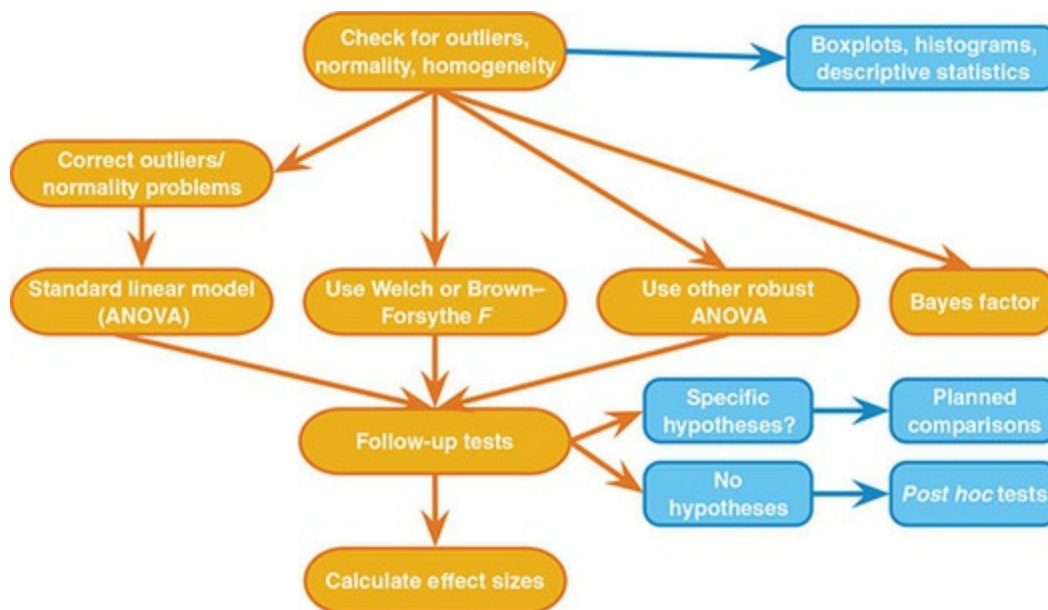 Check for outliers,
normality, homogeneity
Boxplots, histograms,
descriptive statistics
Correct outliers/
normality problems
Standard linear model
(ANOVA)
Use Welch or Brown–
Forsythe F
Use other robust
ANOVA
Bayes factor
Follow-up tests
Specific
hypotheses?
Planned
comparisons
No
hypotheses
Post hoc tests
Calculate effect sizes